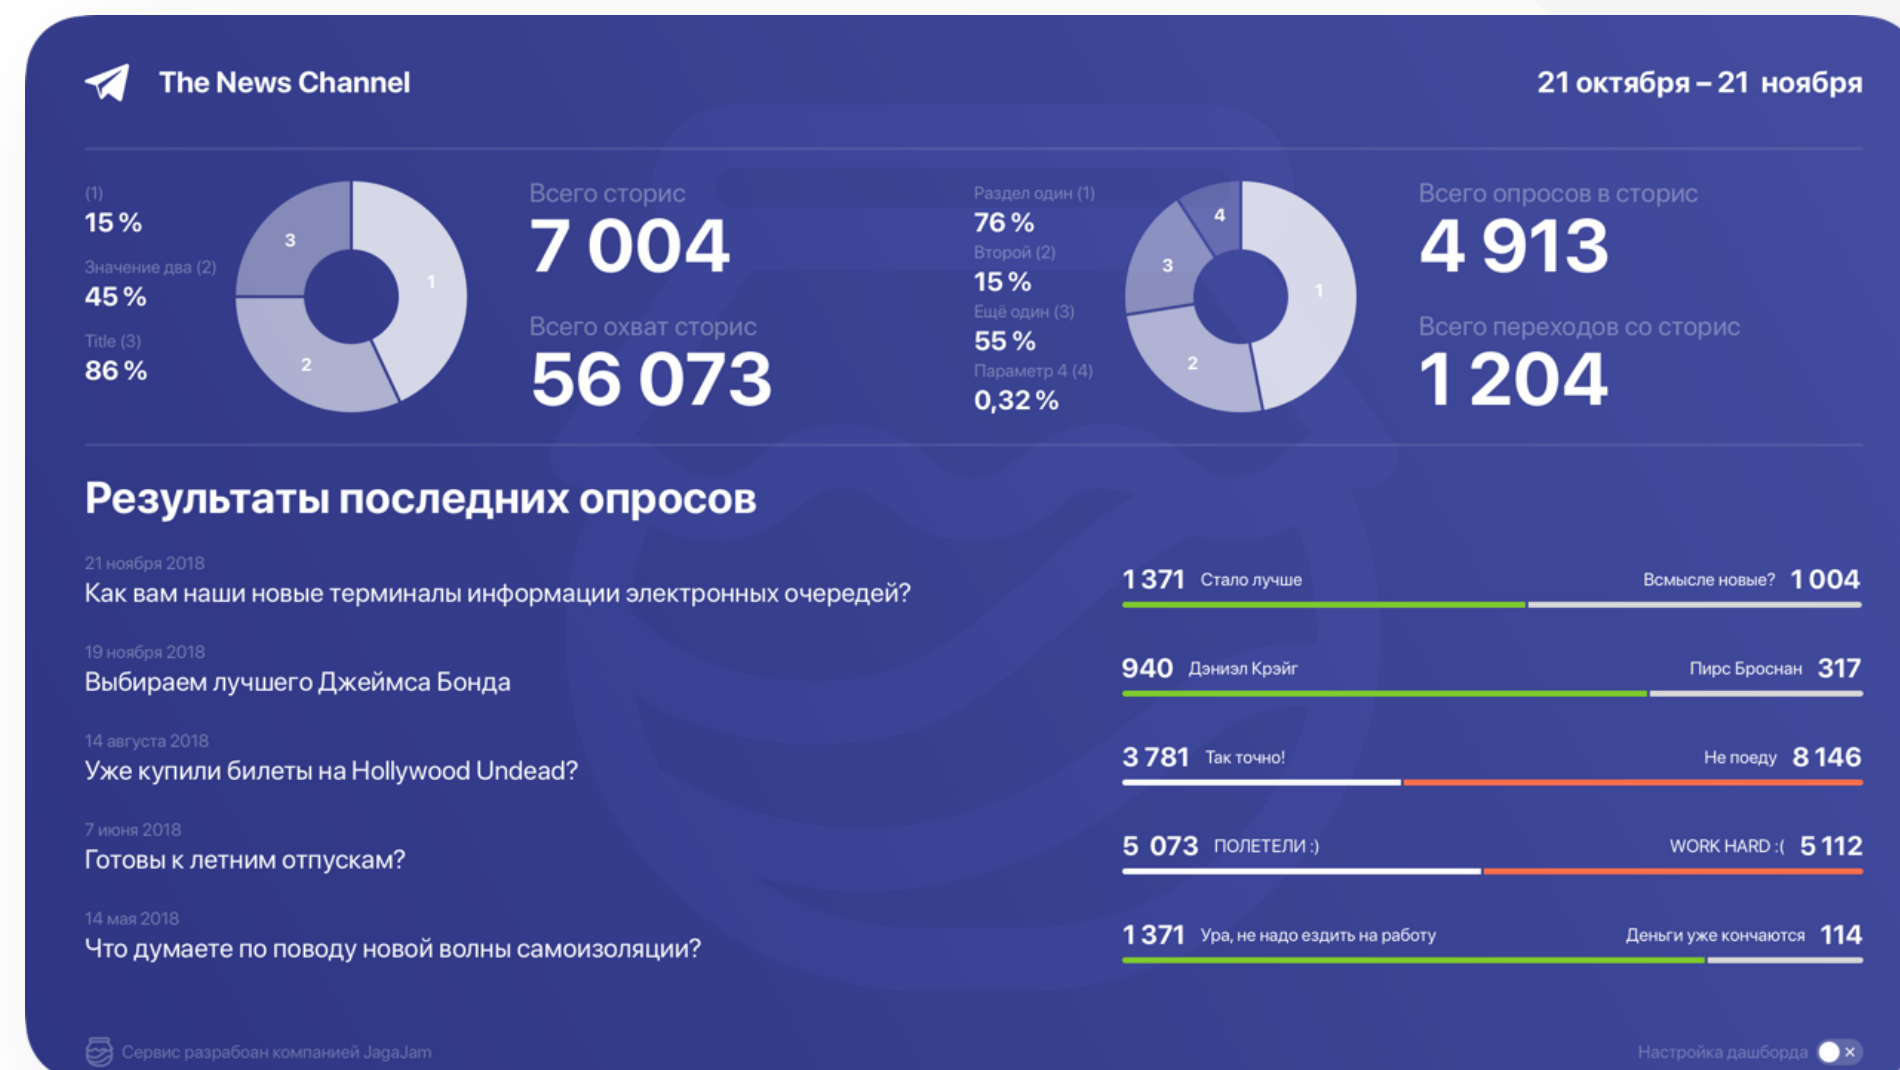 The News Channel
21 октября – 21 ноября
(1)
15 %
Значение два (2)
45 %
Title (3)
86 %
1
2
3
Всего сторис
7 004
Всего охват сторис
56 073
Раздел один (1)
76 %
Второй (2)
15 %
Ещё один (3)
55 %
Параметр 4 (4)
0,32 %
1
2
3
4
Всего опросов в сторис
4 913
Всего переходов со сторис
1 204
Результаты последних опросов
21 ноября 2018
Как вам наши новые терминалы информации электронных очередей?
1 371 Стало лучше
Всмысле новые? 1 004
19 ноября 2018
Выбираем лучшего Джеймса Бонда
940 Дэниэл Крэйг
Пирс Броснан 317
14 августа 2018
Уже купили билеты на Hollywood Undead?
3 781 Так точно!
Не поеду 8 146
7 июня 2018
Готовы к летним отпускам?
5 073 ПОЛЕТЕЛИ :)
WORK HARD :( 5 112
14 мая 2018
Что думаете по поводу новой волны самоизоляции?
1 371 Ура, не надо ездить на работу
Деньги уже кончаются 114
Сервис разрабоан компанией JagaJam
Настройка дашборда